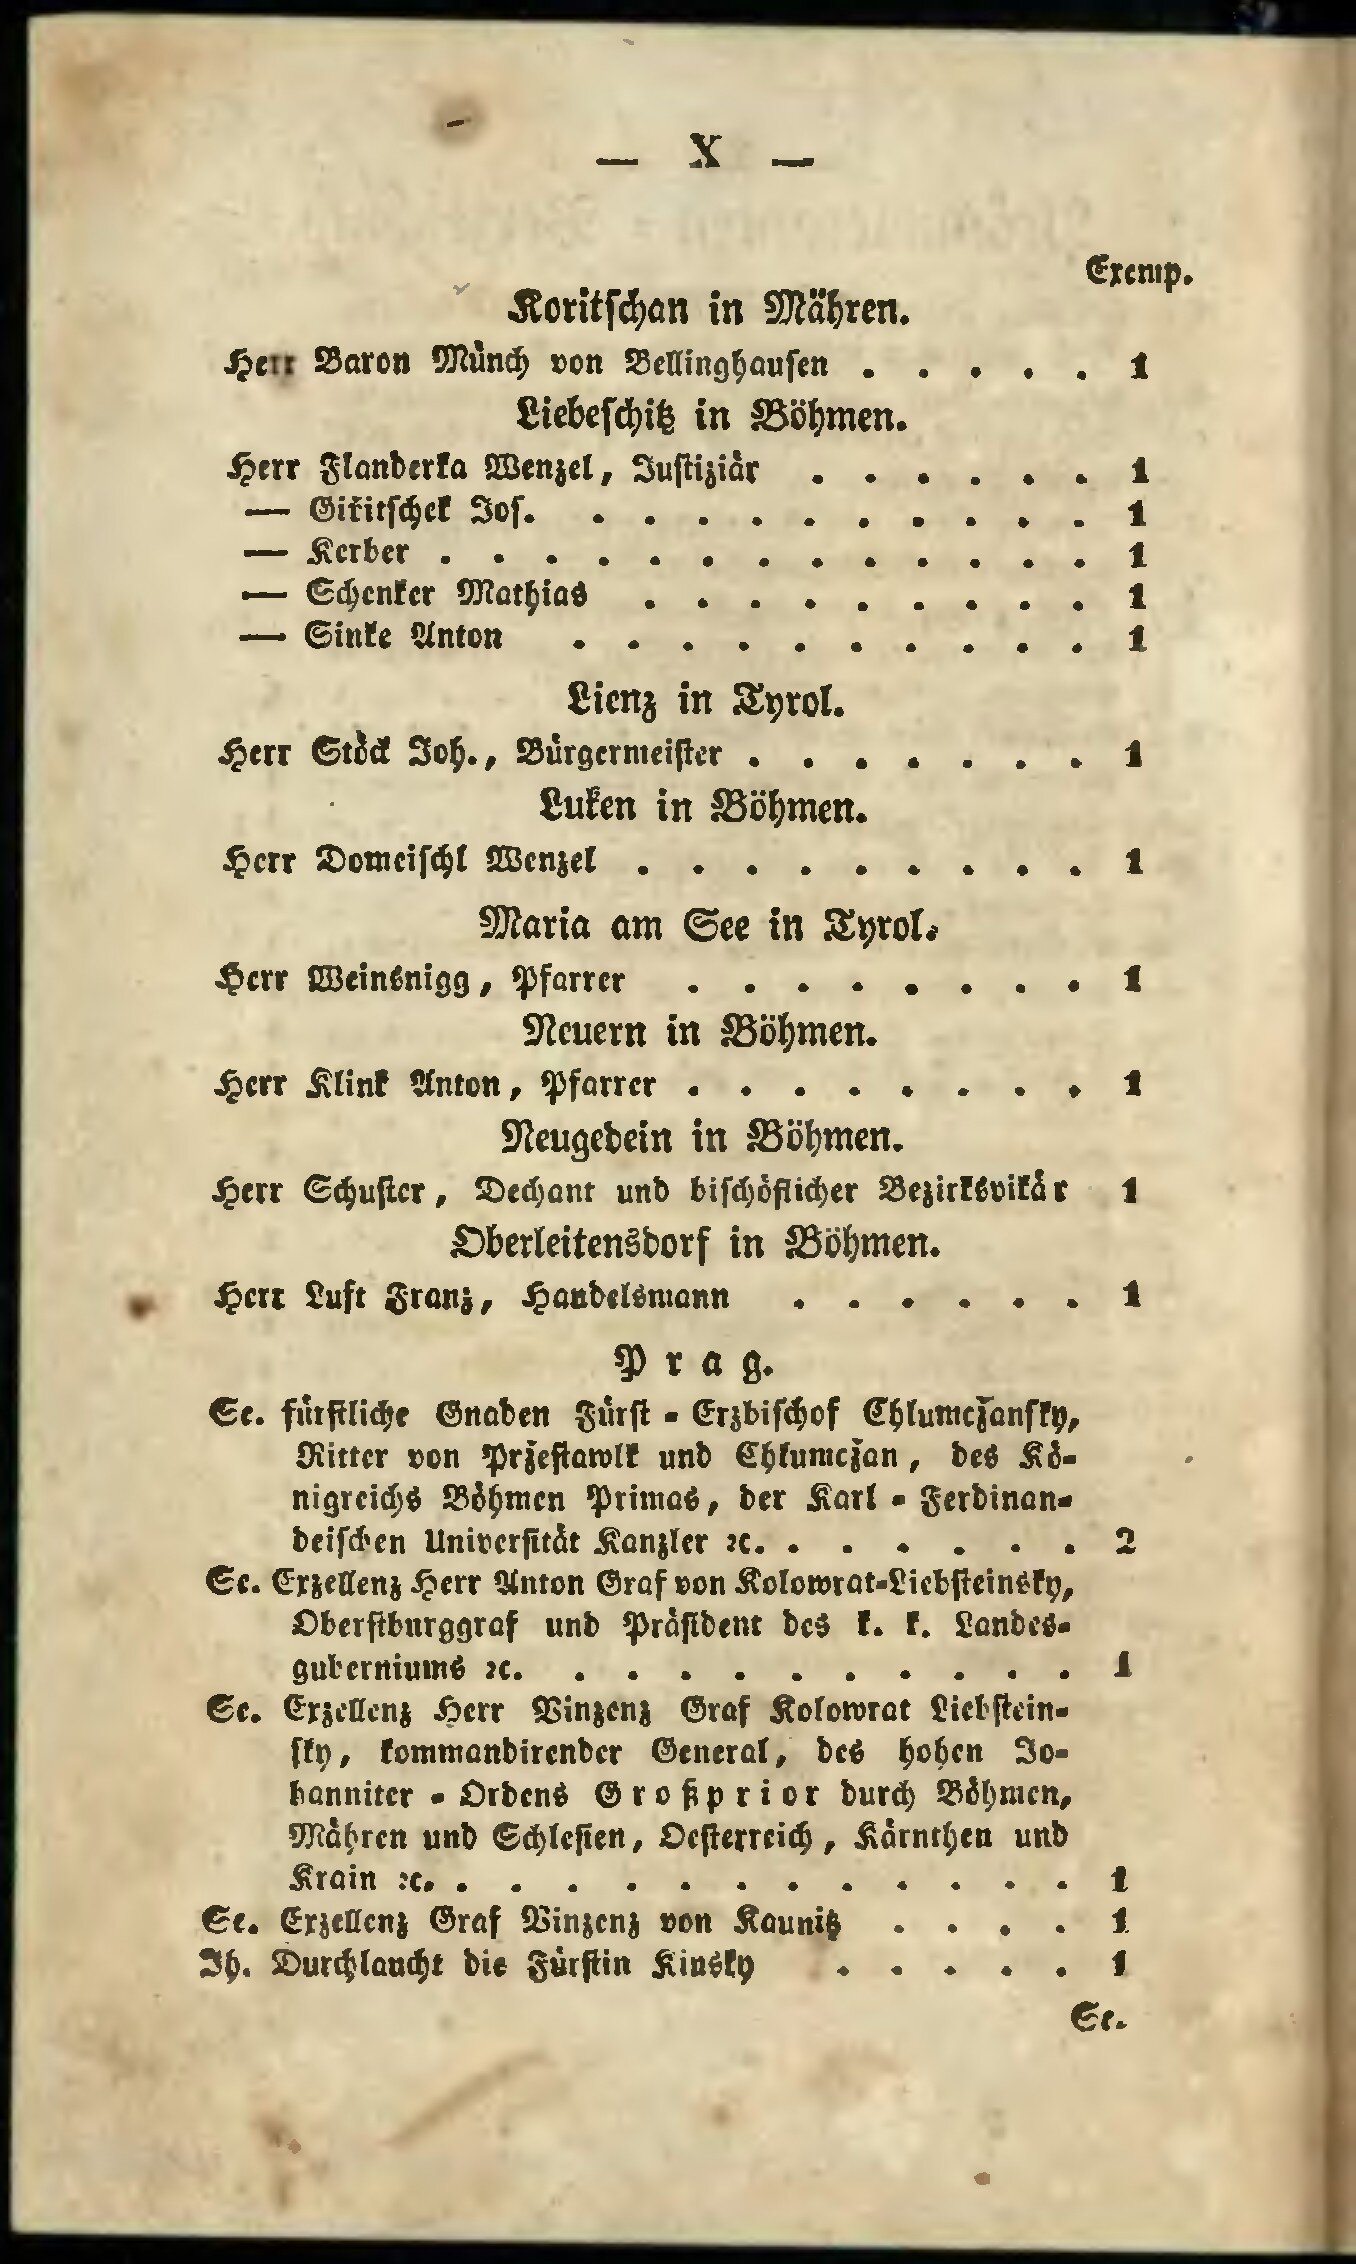 — X —
Exemp.
Koritschan in Mähren.
Herr Baron Münch von Bellinghausen . . . . . 1
Liebeschitz in Böhmen.
Herr Flanderka Wenzel, Justiziär . . . . . . 1
— Gikitschek Jos. . . . . . . . . . . 1
— Kerber . . . . . . . . . . . . . 1
— Schenker Mathias . . . . . . . . . 1
— Sinke Anton . . . . . . . . . . 1
Lienz in Tyrol.
Herr Stöck Joh., Bürgermeister . . . . . . . 1
Luken in Böhmen.
Herr Domeischl Wenzel . . . . . . . . . 1
Maria am See in Tyrol.
Herr Weinsnigg, Pfarrer . . . . . . . . 1
Neuern in Böhmen.
Herr Klink Anton, Pfarrer . . . . . . . . 1
Neugedein in Böhmen.
Herr Schuster, Dechant und bischöflicher Bezirksvikär 1
Oberleitensdorf in Böhmen.
Herr Luft Franz, Handelsmann . . . . . . 1
Prag.
Se. fürstliche Gnaden Fürst-Erzbischof Chlumcžansky,
Ritter von Pržestawlk und Chlumcžan, des Kö-
nigreichs Böhmen Primas, der Karl-Ferdinan-
deischen Universität Kanzler ꝛc. . . . . . . 2
Se. Exzellenz Herr Anton Graf von Kolowrat-Liebsteinsky,
Oberstburggraf und Präsident des k. k. Landes-
guberniums ꝛc. . . . . . . . . . . 1
Se. Exzellenz Herr Vinzenz Graf Kolowrat Liebstein-
sky, kommandirender General, des hohen Jo-
hanniter-Ordens Großprior durch Böhmen,
Mähren und Schlesien, Oesterreich, Kärnthen und
Krain ꝛc. . . . . . . . . . . . . 1
Se. Exzellenz Graf Vinzenz von Kaunitz . . . . 1
Ih. Durchlaucht die Fürstin Kinsky . . . . . 1
Se.